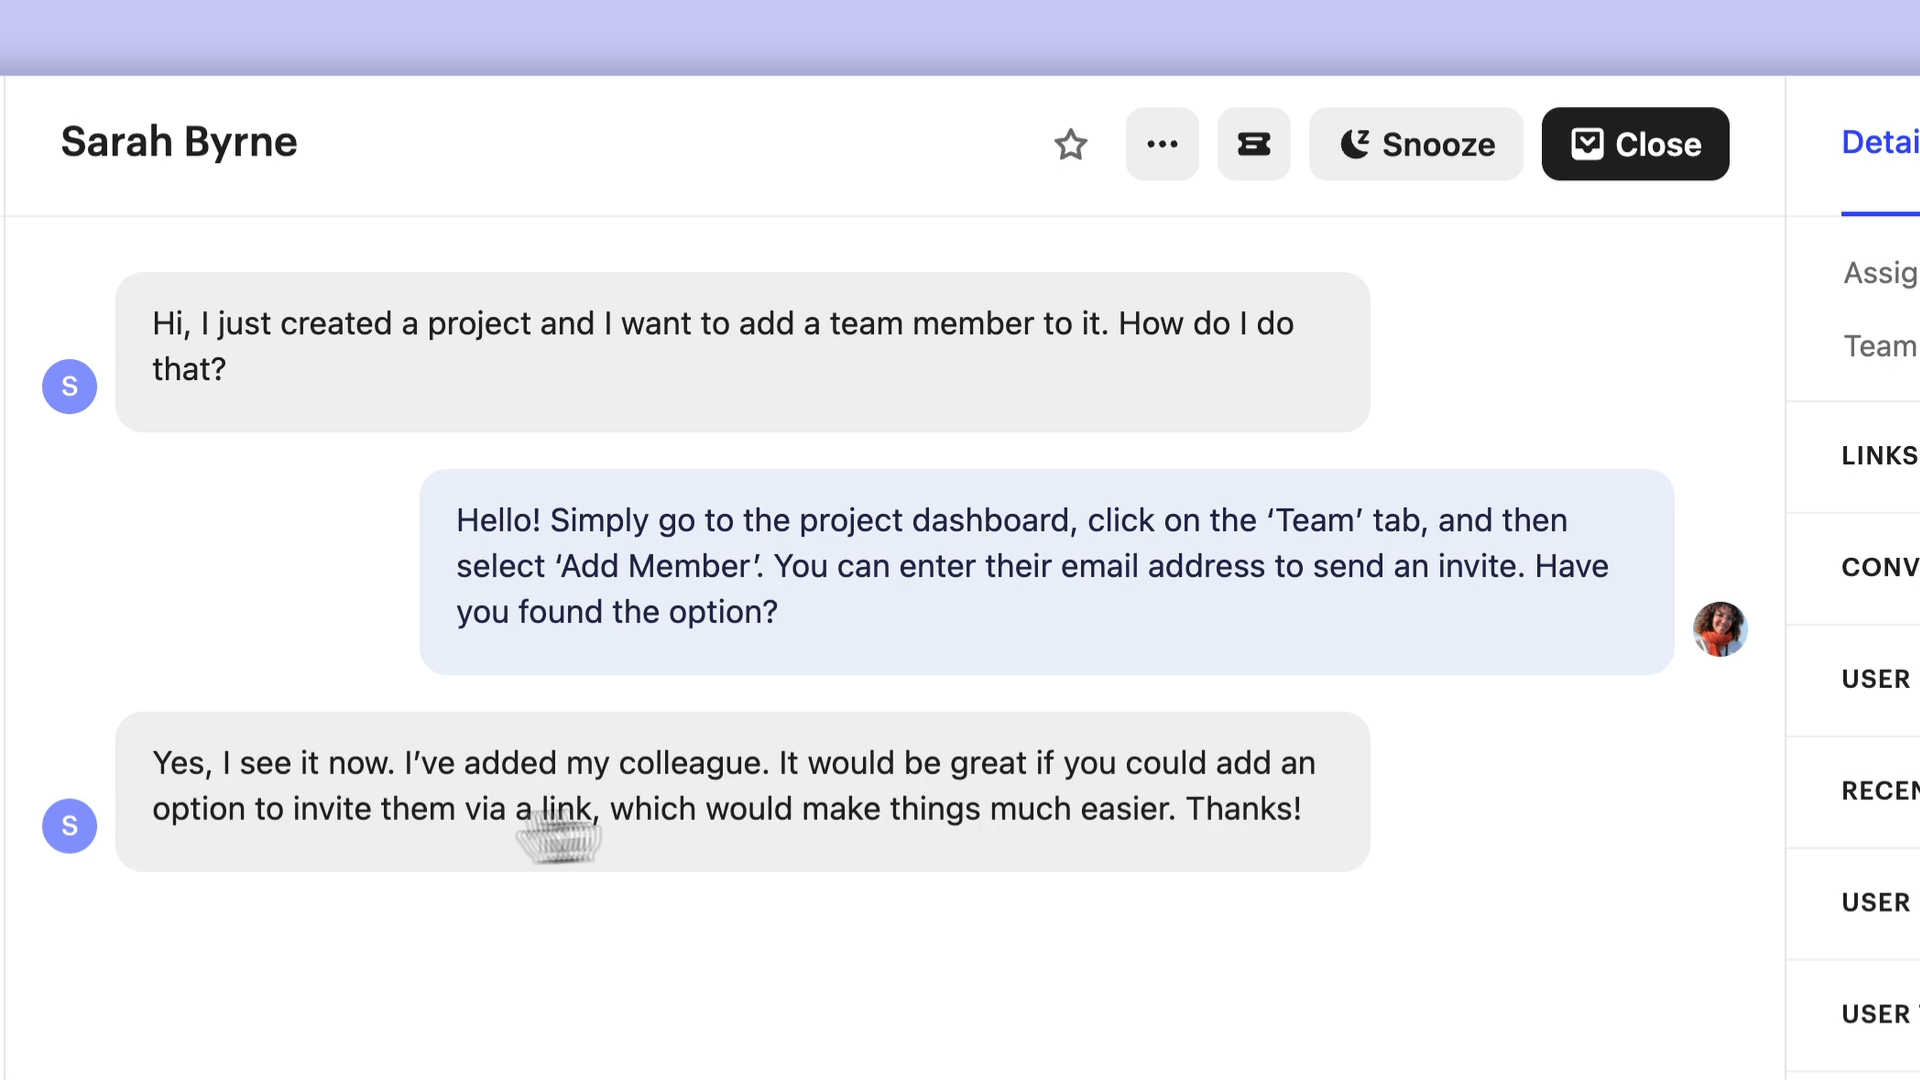 Sarah Byrne
Snooze
Close
Hi, I just created a project and I want to add a team member to it. How do I do
that?
S
Hello! Simply go to the project dashboard, click on the ‘Team’ tab, and then
select ‘Add Member’. You can enter their email address to send an invite. Have
you found the option?
Yes, I see it now. I’ve added my colleague. It would be great if you could add an
option to invite them via a link, which would make things much easier. Thanks!
S
Detai
Assig
Team
LINKS
CONV
USER
RECEN
USER
USER